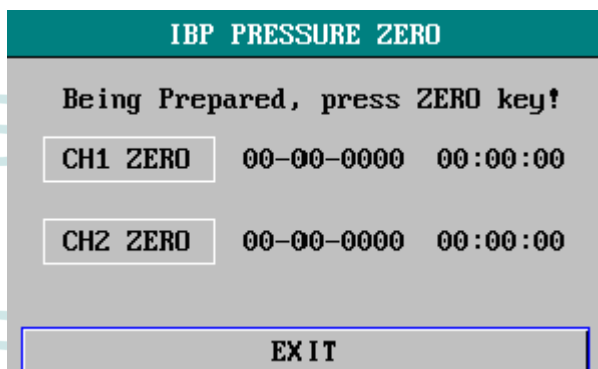 IBP PRESSURE ZERO
Being Prepared, press ZERO key!
CH1 ZERO 00-00-0000 00:00:00
CH2 ZERO 00-00-0000 00:00:00
EXIT